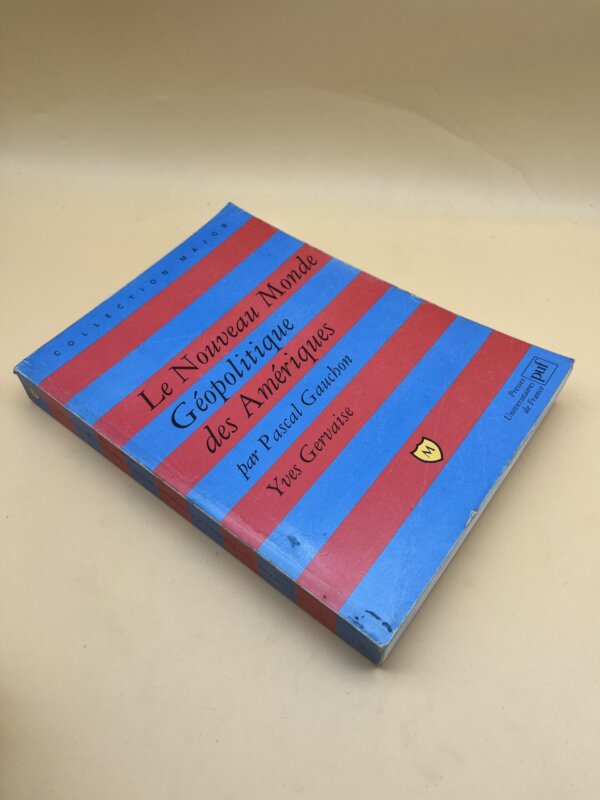 COLLECTION MAJOR
Le Nouveau Monde
Géopolitique
des Amériques
par Pascal Gauchon
Yves Gervaise
M
Presses
Universitaires
de France
puf